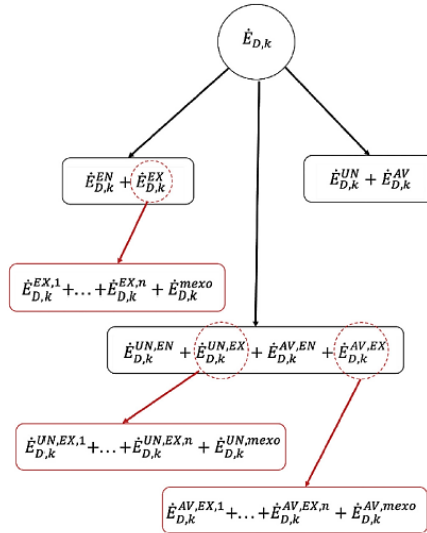 Ė_{D,k}
Ė_{D,k}^{EN} + Ė_{D,k}^{EX}
Ė_{D,k}^{UN} + Ė_{D,k}^{AV}
Ė_{D,k}^{EX,1} +...+ Ė_{D,k}^{EX,n} + Ė_{D,k}^{mexo}
Ė_{D,k}^{UN,EN} + Ė_{D,k}^{UN,EX} + Ė_{D,k}^{AV,EN} + Ė_{D,k}^{AV,EX}
Ė_{D,k}^{UN,EX,1} +...+ Ė_{D,k}^{UN,EX,n} + Ė_{D,k}^{UN,mexo}
Ė_{D,k}^{AV,EX,1} +...+ Ė_{D,k}^{AV,EX,n} + Ė_{D,k}^{AV,mexo}